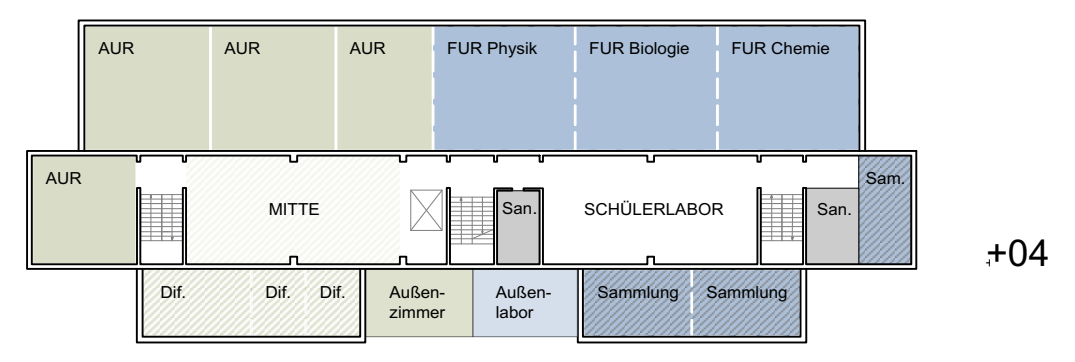 AUR
AUR
AUR
FUR Physik
FUR Biologie
FUR Chemie
AUR
MITTE
San.
SCHÜLERLABOR
San.
Sam.
+04
Dif.
Dif.
Dif.
Außen-
zimmer
Außen-
labor
Sammlung
Sammlung